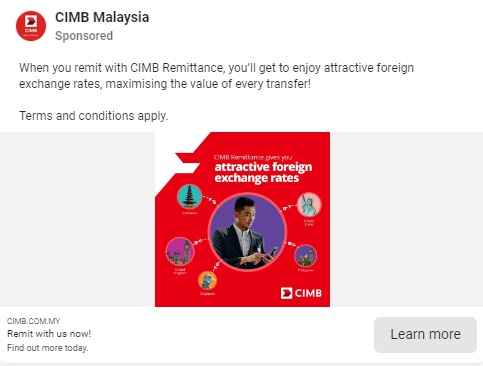 CIMB Malaysia
Sponsored
When you remit with CIMB Remittance, you'll get to enjoy attractive foreign
exchange rates, maximising the value of every transfer!
Terms and conditions apply.
CIMB Remittance gives you
attractive foreign
exchange rates
Indonesia
United
States
United
Kingdom
Philippines
Singapore
CIMB
CIMB.COM.MY
Remit with us now!
Find out more today.
Learn more